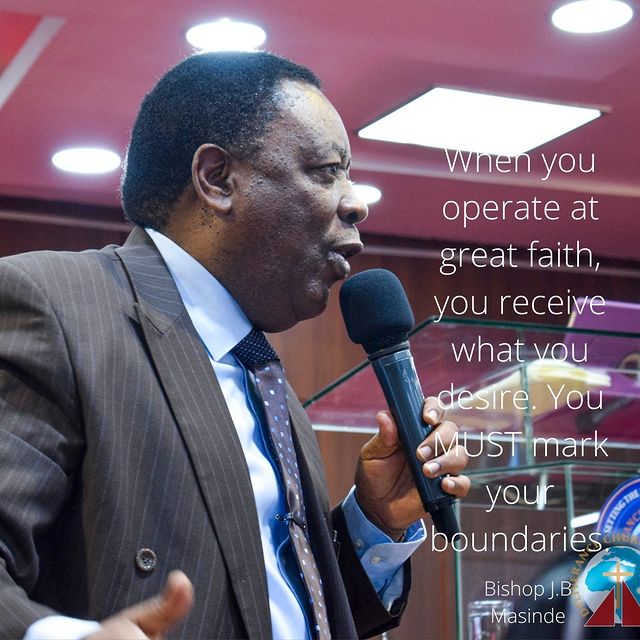 When you
operate at
great faith,
you receive
what you
desire. You
MUST mark
your
boundaries.
Bishop J.B
Masinde